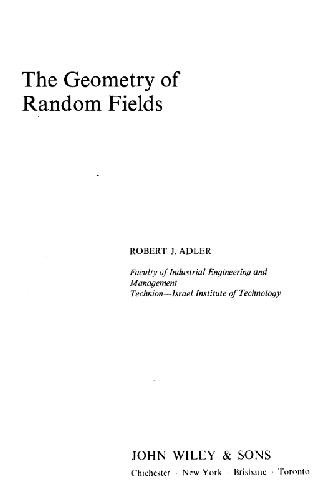 The Geometry of
Random Fields
ROBERT J. ADLER
Faculty of Industrial Engineering and
Management
Technion—Israel Institute of Technology
JOHN WILEY & SONS
Chichester · New York · Brisbane · Toronto